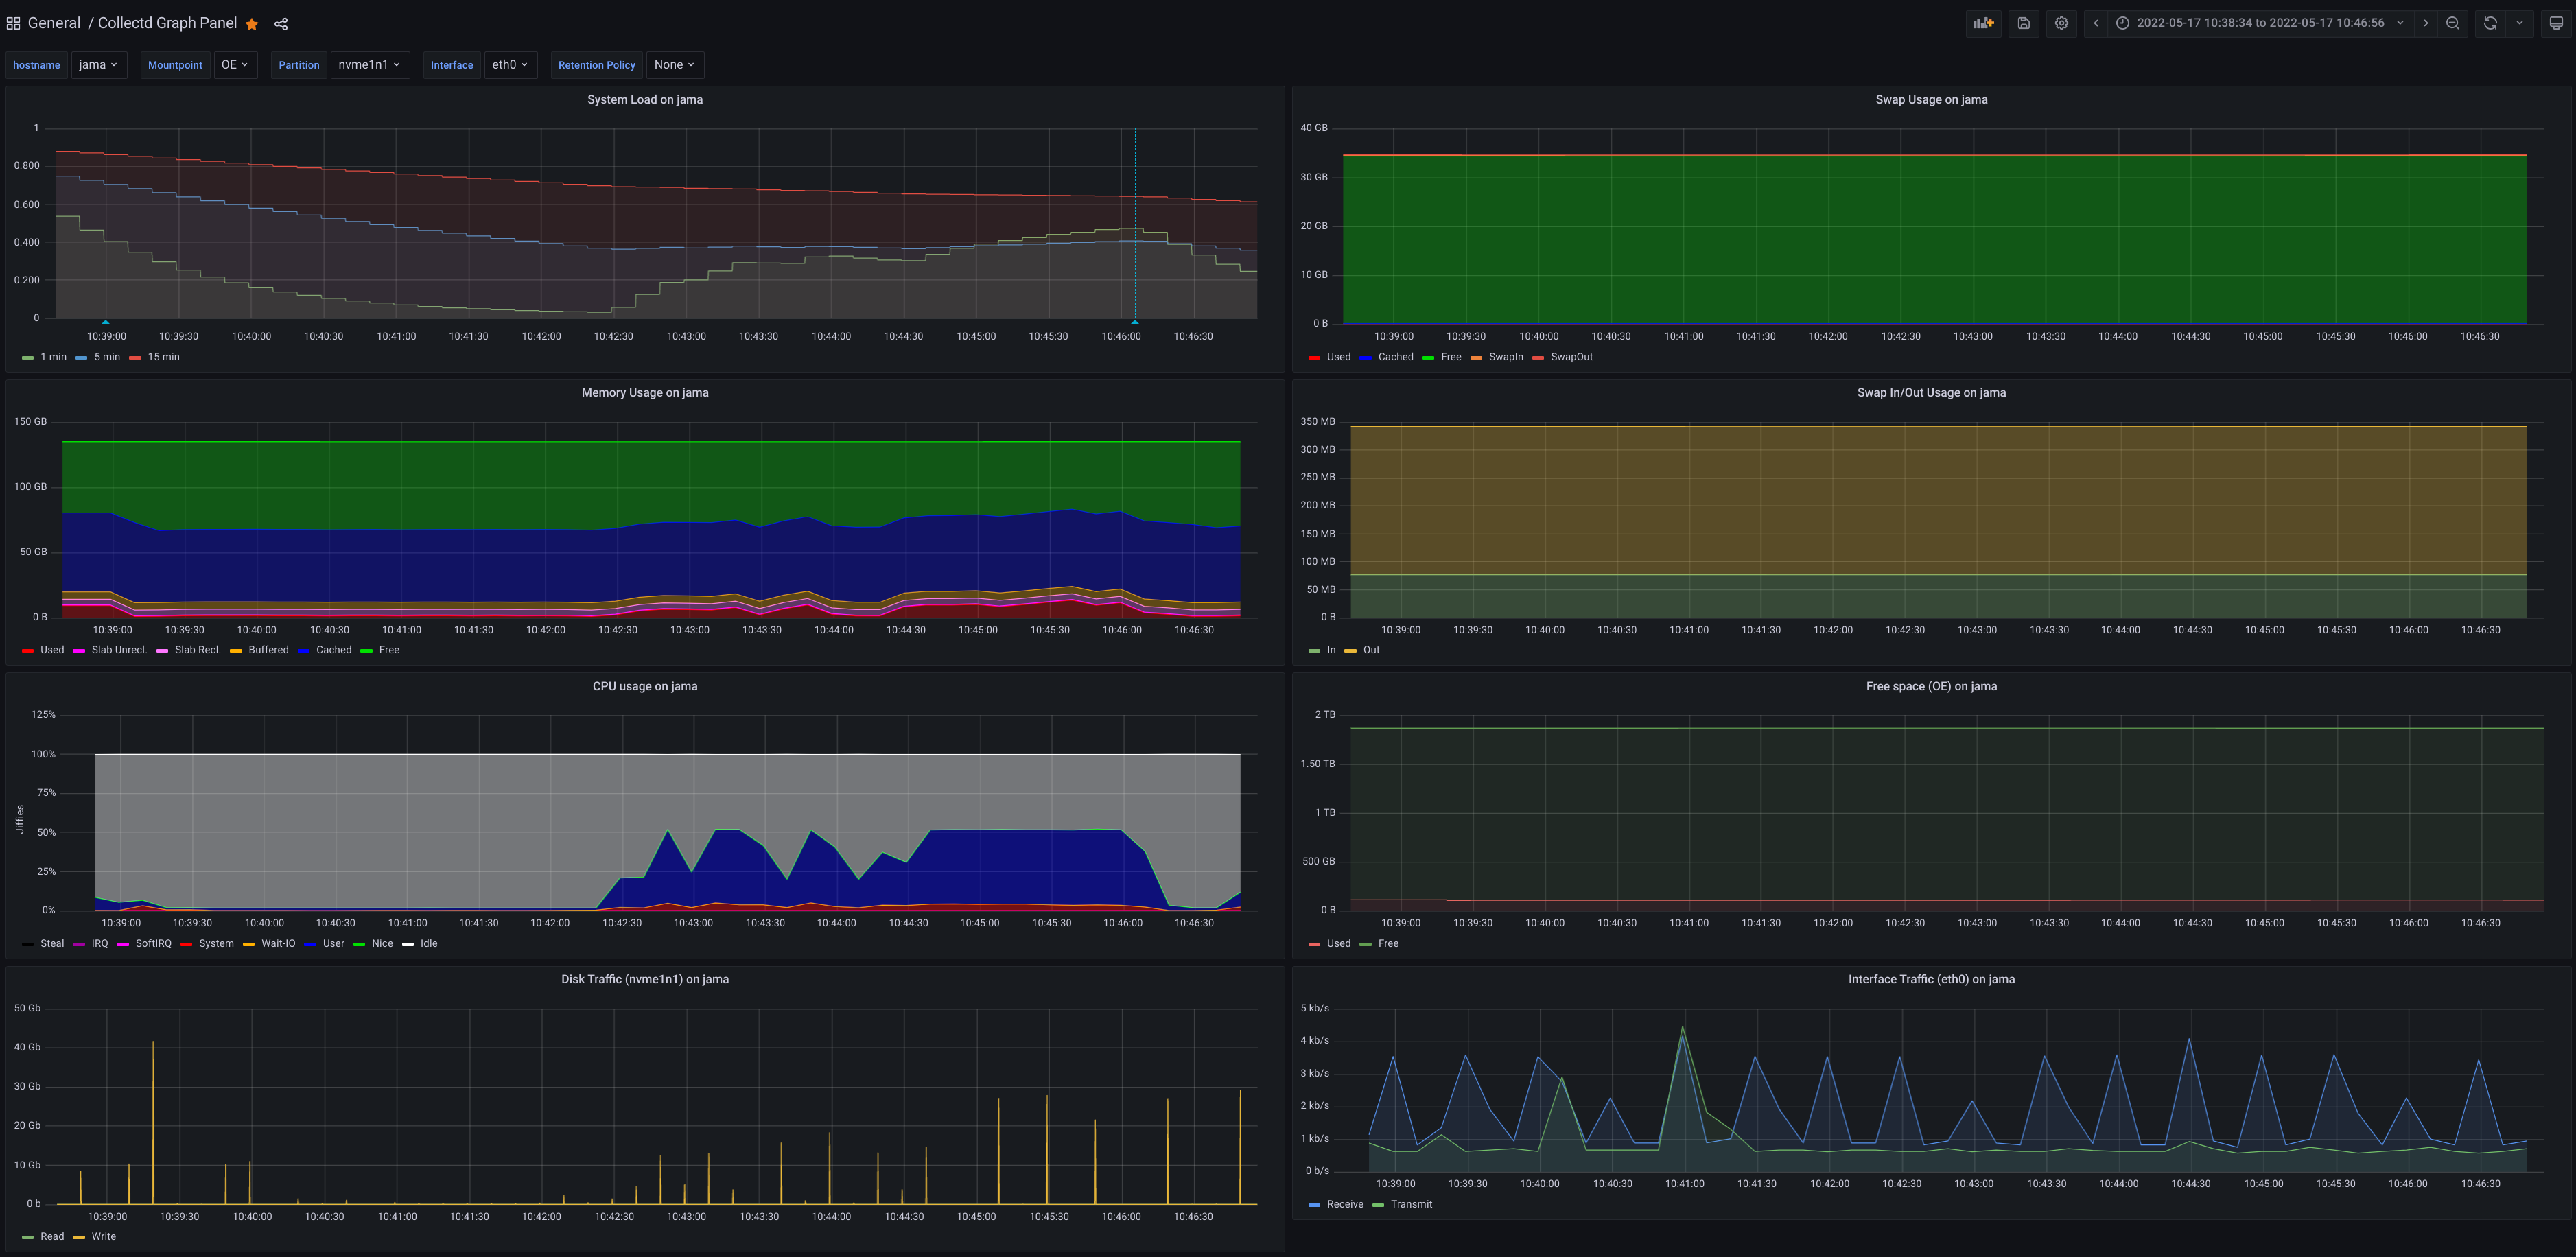 General / Collectd Graph Panel
2022-05-17 10:38:34 to 2022-05-17 10:46:56
hostname jama Mountpoint OE Partition nvme1n1 Interface eth0 Retention Policy None
System Load on jama
1
0.800
0.600
0.400
0.200
0
10:39:00 10:39:30 10:40:00 10:40:30 10:41:00 10:41:30 10:42:00 10:42:30 10:43:00 10:43:30 10:44:00 10:44:30 10:45:00 10:45:30 10:46:00 10:46:30
1 min 5 min 15 min
Swap Usage on jama
40 GB
30 GB
20 GB
10 GB
0 B
10:39:00 10:39:30 10:40:00 10:40:30 10:41:00 10:41:30 10:42:00 10:42:30 10:43:00 10:43:30 10:44:00 10:44:30 10:45:00 10:45:30 10:46:00 10:46:30
Used Cached Free SwapIn SwapOut
Memory Usage on jama
150 GB
100 GB
50 GB
0 B
10:39:00 10:39:30 10:40:00 10:40:30 10:41:00 10:41:30 10:42:00 10:42:30 10:43:00 10:43:30 10:44:00 10:44:30 10:45:00 10:45:30 10:46:00 10:46:30
Used Slab Unrecl. Slab Recl. Buffered Cached Free
Swap In/Out Usage on jama
350 MB
300 MB
250 MB
200 MB
150 MB
100 MB
50 MB
0 B
10:39:00 10:39:30 10:40:00 10:40:30 10:41:00 10:41:30 10:42:00 10:42:30 10:43:00 10:43:30 10:44:00 10:44:30 10:45:00 10:45:30 10:46:00 10:46:30
In Out
CPU usage on jama
125%
100%
75%
50%
25%
0%
Jiffies
10:39:00 10:39:30 10:40:00 10:40:30 10:41:00 10:41:30 10:42:00 10:42:30 10:43:00 10:43:30 10:44:00 10:44:30 10:45:00 10:45:30 10:46:00 10:46:30
Steal IRQ SoftIRQ System Wait-IO User Nice Idle
Free space (OE) on jama
2 TB
1.50 TB
1 TB
500 GB
0 B
10:39:00 10:39:30 10:40:00 10:40:30 10:41:00 10:41:30 10:42:00 10:42:30 10:43:00 10:43:30 10:44:00 10:44:30 10:45:00 10:45:30 10:46:00 10:46:30
Used Free
Disk Traffic (nvme1n1) on jama
50 Gb
40 Gb
30 Gb
20 Gb
10 Gb
0 b
10:39:00 10:39:30 10:40:00 10:40:30 10:41:00 10:41:30 10:42:00 10:42:30 10:43:00 10:43:30 10:44:00 10:44:30 10:45:00 10:45:30 10:46:00 10:46:30
Read Write
Interface Traffic (eth0) on jama
5 kb/s
4 kb/s
3 kb/s
2 kb/s
1 kb/s
0 b/s
10:39:00 10:39:30 10:40:00 10:40:30 10:41:00 10:41:30 10:42:00 10:42:30 10:43:00 10:43:30 10:44:00 10:44:30 10:45:00 10:45:30 10:46:00 10:46:30
Receive Transmit